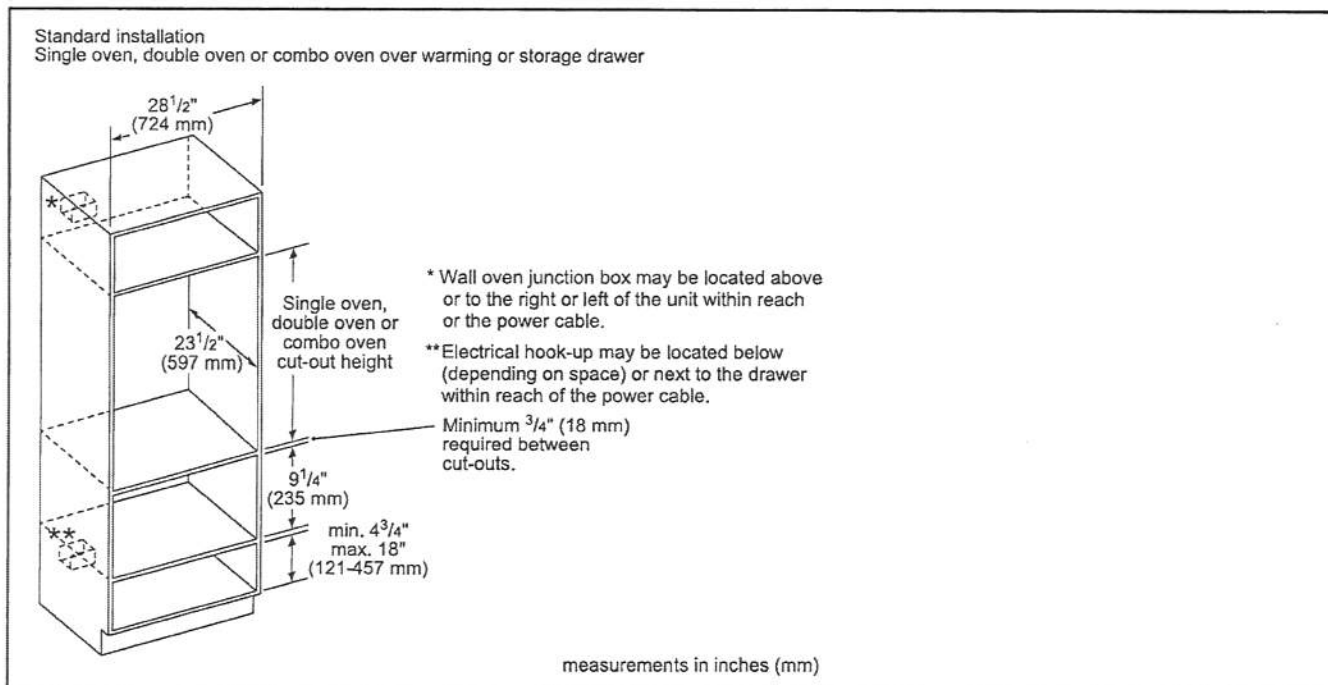 Standard installation
Single oven, double oven or combo oven over warming or storage drawer
28 1/2"
(724 mm)
*
Single oven,
double oven or
combo oven
cut-out height
23 1/2"
(597 mm)
* Wall oven junction box may be located above
or to the right or left of the unit within reach
or the power cable.
** Electrical hook-up may be located below
(depending on space) or next to the drawer
within reach of the power cable.
Minimum 3/4" (18 mm)
required between
cut-outs.
9 1/4"
(235 mm)
**
min. 4 3/4"
max. 18"
(121-457 mm)
measurements in inches (mm)